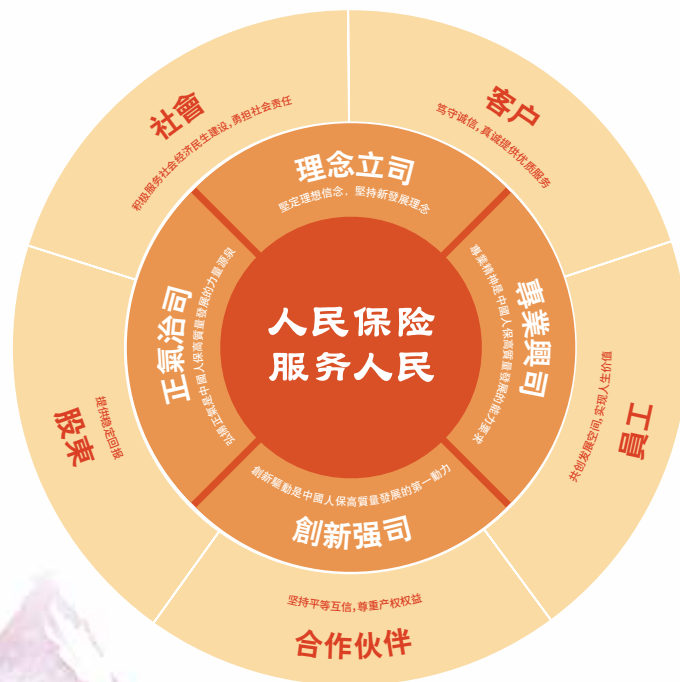 人民保险
服务人民
理念立司
堅定理想信念，堅持新發展理念
專業興司
專業精神是中國人保高質量發展的能力要求
創新驅動是中國人保高質量發展的第一動力
創新强司
正氣治司
弘揚正氣是中國人保高質量發展的力量源泉
客户
笃守诚信，真诚提供优质服务
員工
共创发展空间，实现人生价值
坚持平等互信，尊重产权权益
合作伙伴
股東
提供稳定回报
社會
积极服务社会经济民生建设，勇担社会责任